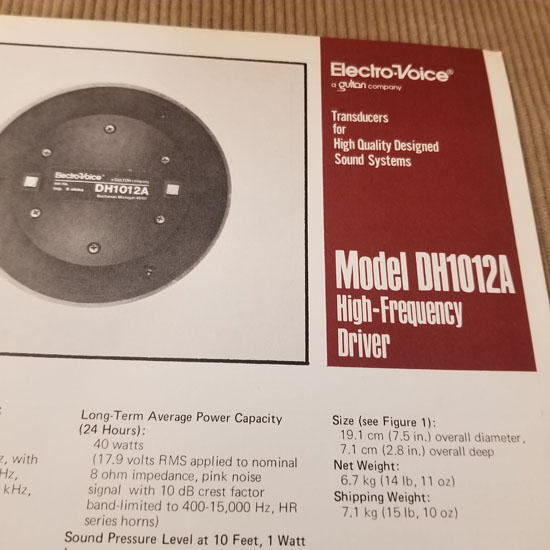 Electro-Voice®
a gulton company
Transducers
for
High Quality Designed
Sound Systems
Model DH1012A
High-Frequency
Driver
Electro-Voice®
a GULTON company
DH1012A
Buchanan Michigan 49107
z, with
Hz,
kHz,
Long-Term Average Power Capacity
(24 Hours):
40 watts
(17.9 volts RMS applied to nominal
8 ohm impedance, pink noise
signal with 10 dB crest factor
band-limited to 400-15,000 Hz, HR
series horns)
Sound Pressure Level at 10 Feet, 1 Watt
Size (see Figure 1):
19.1 cm (7.5 in.) overall diameter,
7.1 cm (2.8 in.) overall deep
Net Weight:
6.7 kg (14 lb, 11 oz)
Shipping Weight:
7.1 kg (15 lb, 10 oz)